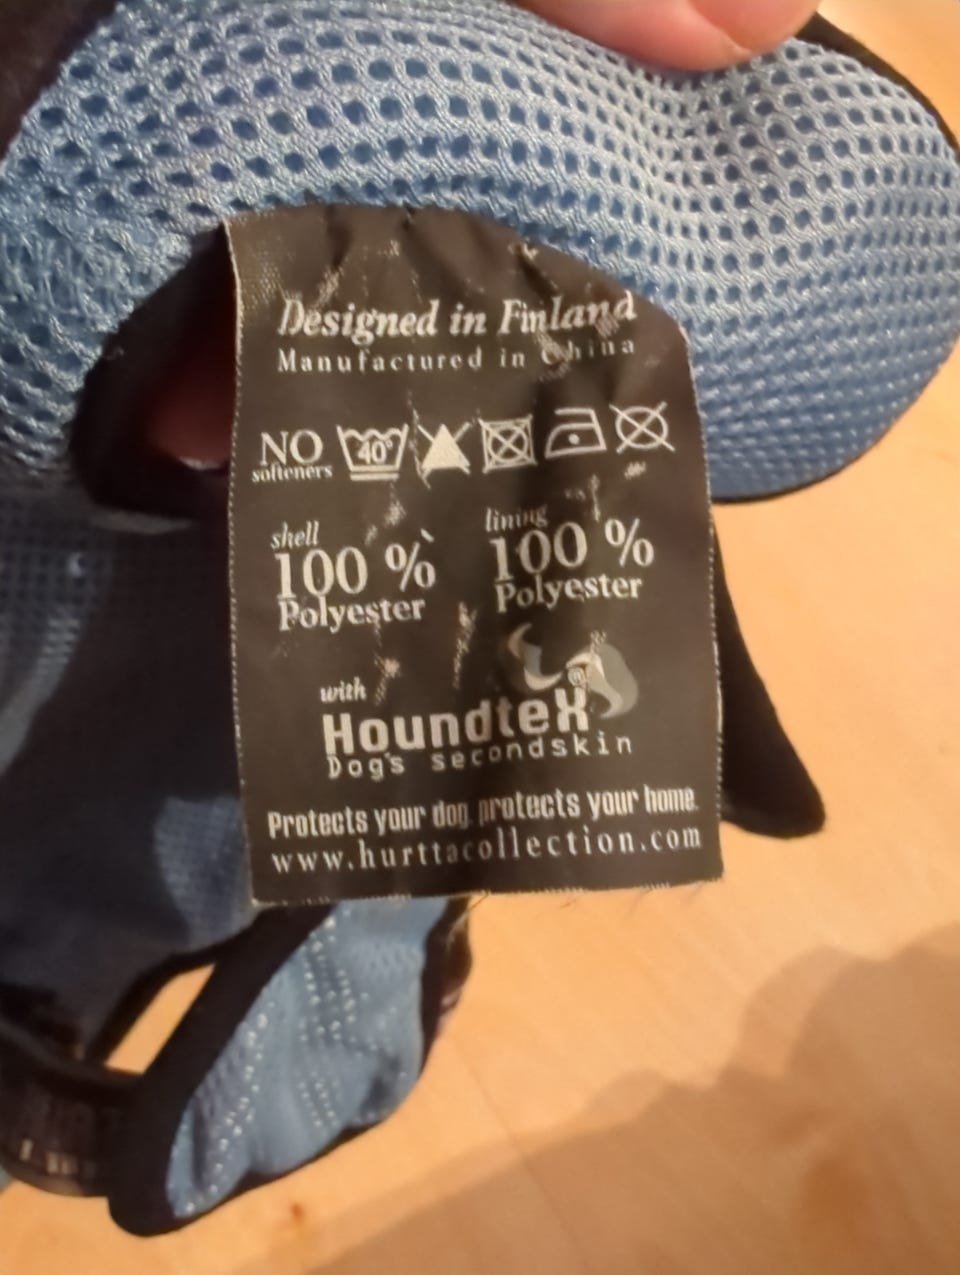 Designed in Finland
Manufactured in China
NO softeners 40°
shell
100 %
Polyester
lining
100 %
Polyester
with
Houndtex®
Dog's secondskin
Protects your dog, protects your home.
www.hurttacollection.com